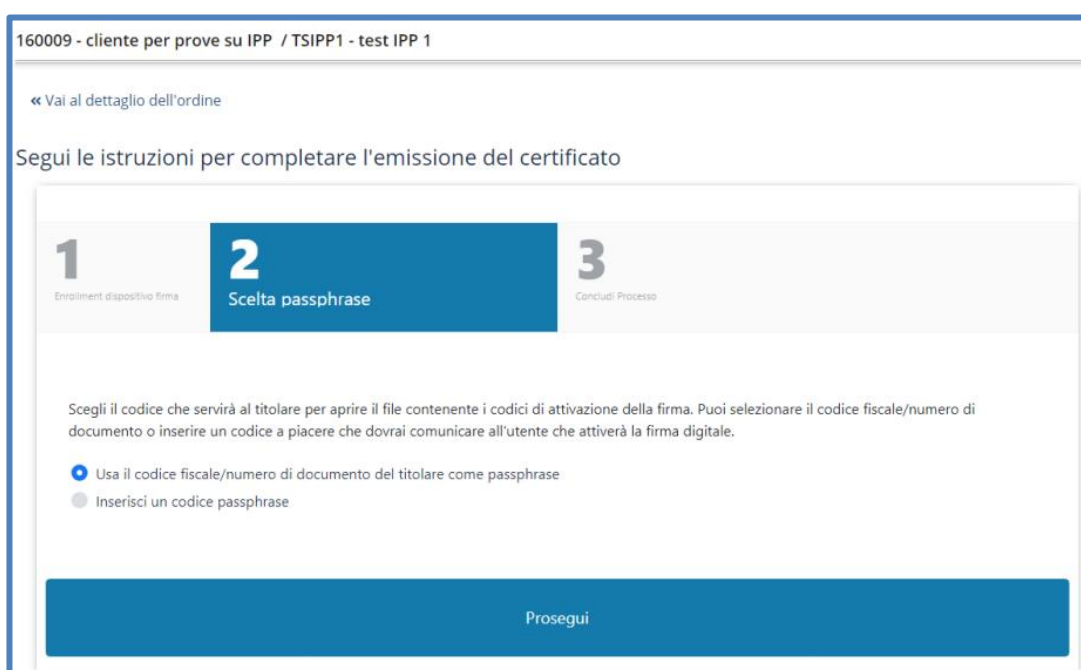 160009 - cliente per prove su IPP / TSIPP1 - test IPP 1
« Vai al dettaglio dell'ordine
Segui le istruzioni per completare l'emissione del certificato
1
Enrollment dispositivo firma
2
Scelta passphrase
3
Concludi Processo
Scegli il codice che servirà al titolare per aprire il file contenente i codici di attivazione della firma. Puoi selezionare il codice fiscale/numero di
documento o inserire un codice a piacere che dovrai comunicare all'utente che attiverà la firma digitale.
Usa il codice fiscale/numero di documento del titolare come passphrase
Inserisci un codice passphrase
Prosegui